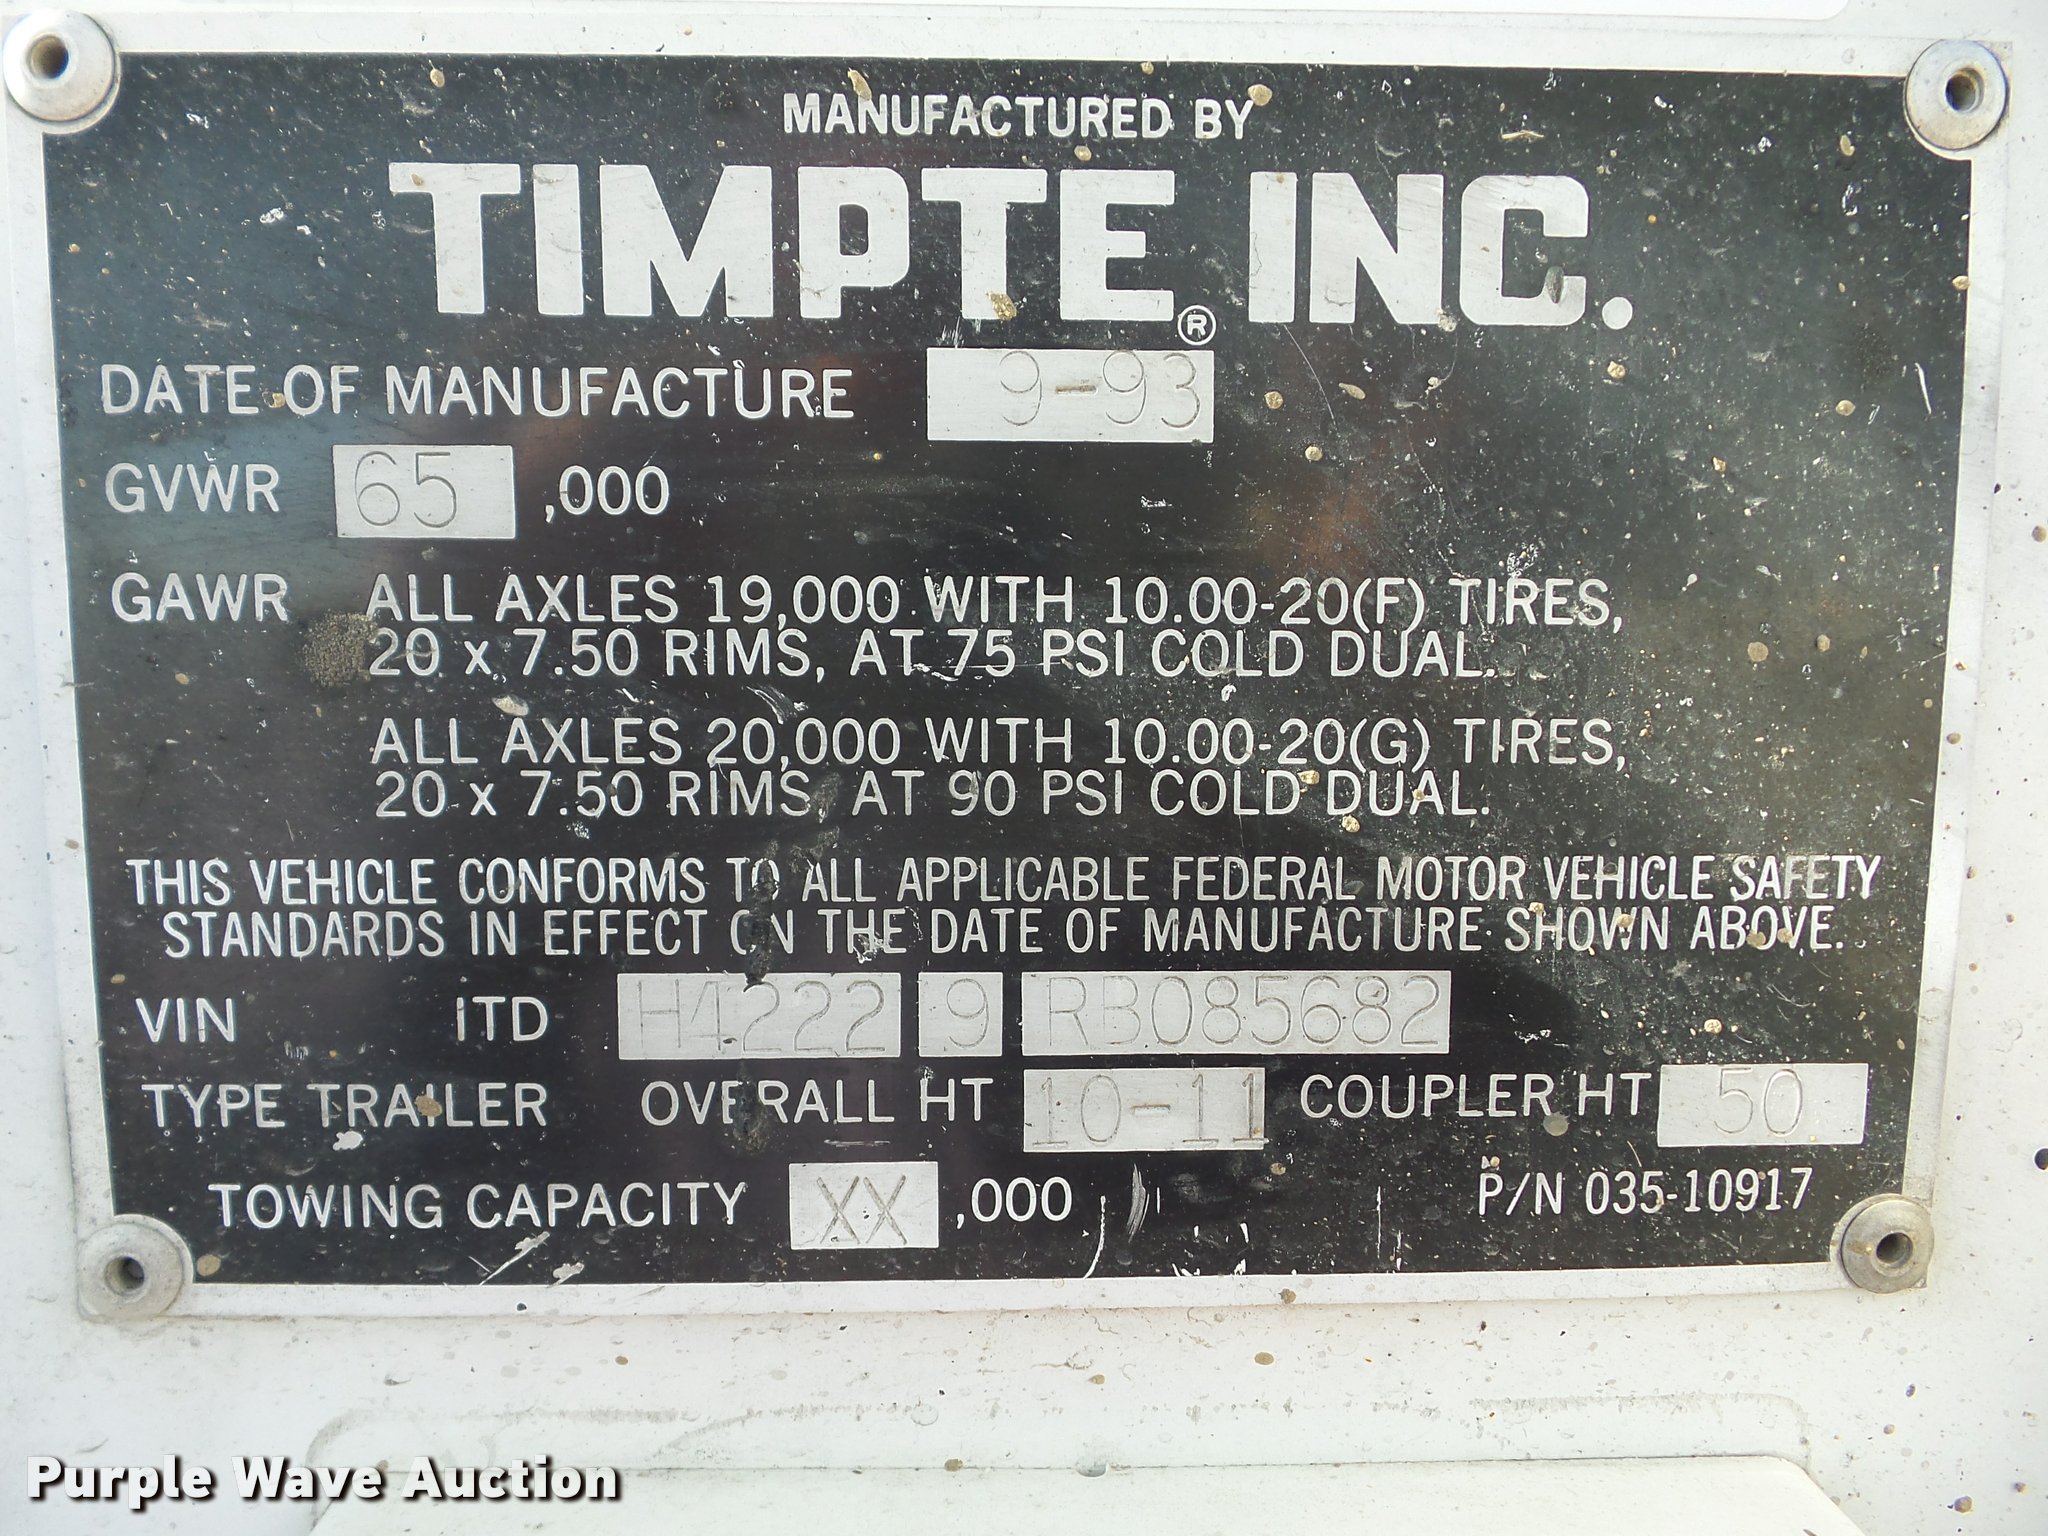 MANUFACTURED BY
TIMPTE® INC.
DATE OF MANUFACTURE 9-93
GVWR 65 ,000
GAWR ALL AXLES 19,000 WITH 10.00-20(F) TIRES,
20 x 7.50 RIMS, AT 75 PSI COLD DUAL.
ALL AXLES 20,000 WITH 10.00-20(G) TIRES,
20 x 7.50 RIMS, AT 90 PSI COLD DUAL.
THIS VEHICLE CONFORMS TO ALL APPLICABLE FEDERAL MOTOR VEHICLE SAFETY
STANDARDS IN EFFECT ON THE DATE OF MANUFACTURE SHOWN ABOVE.
VIN 1TD H4222 9 RB085682
TYPE TRAILER OVERALL HT 10-11 COUPLER HT 50
TOWING CAPACITY XX ,000 P/N 035-10917
Purple Wave Auction